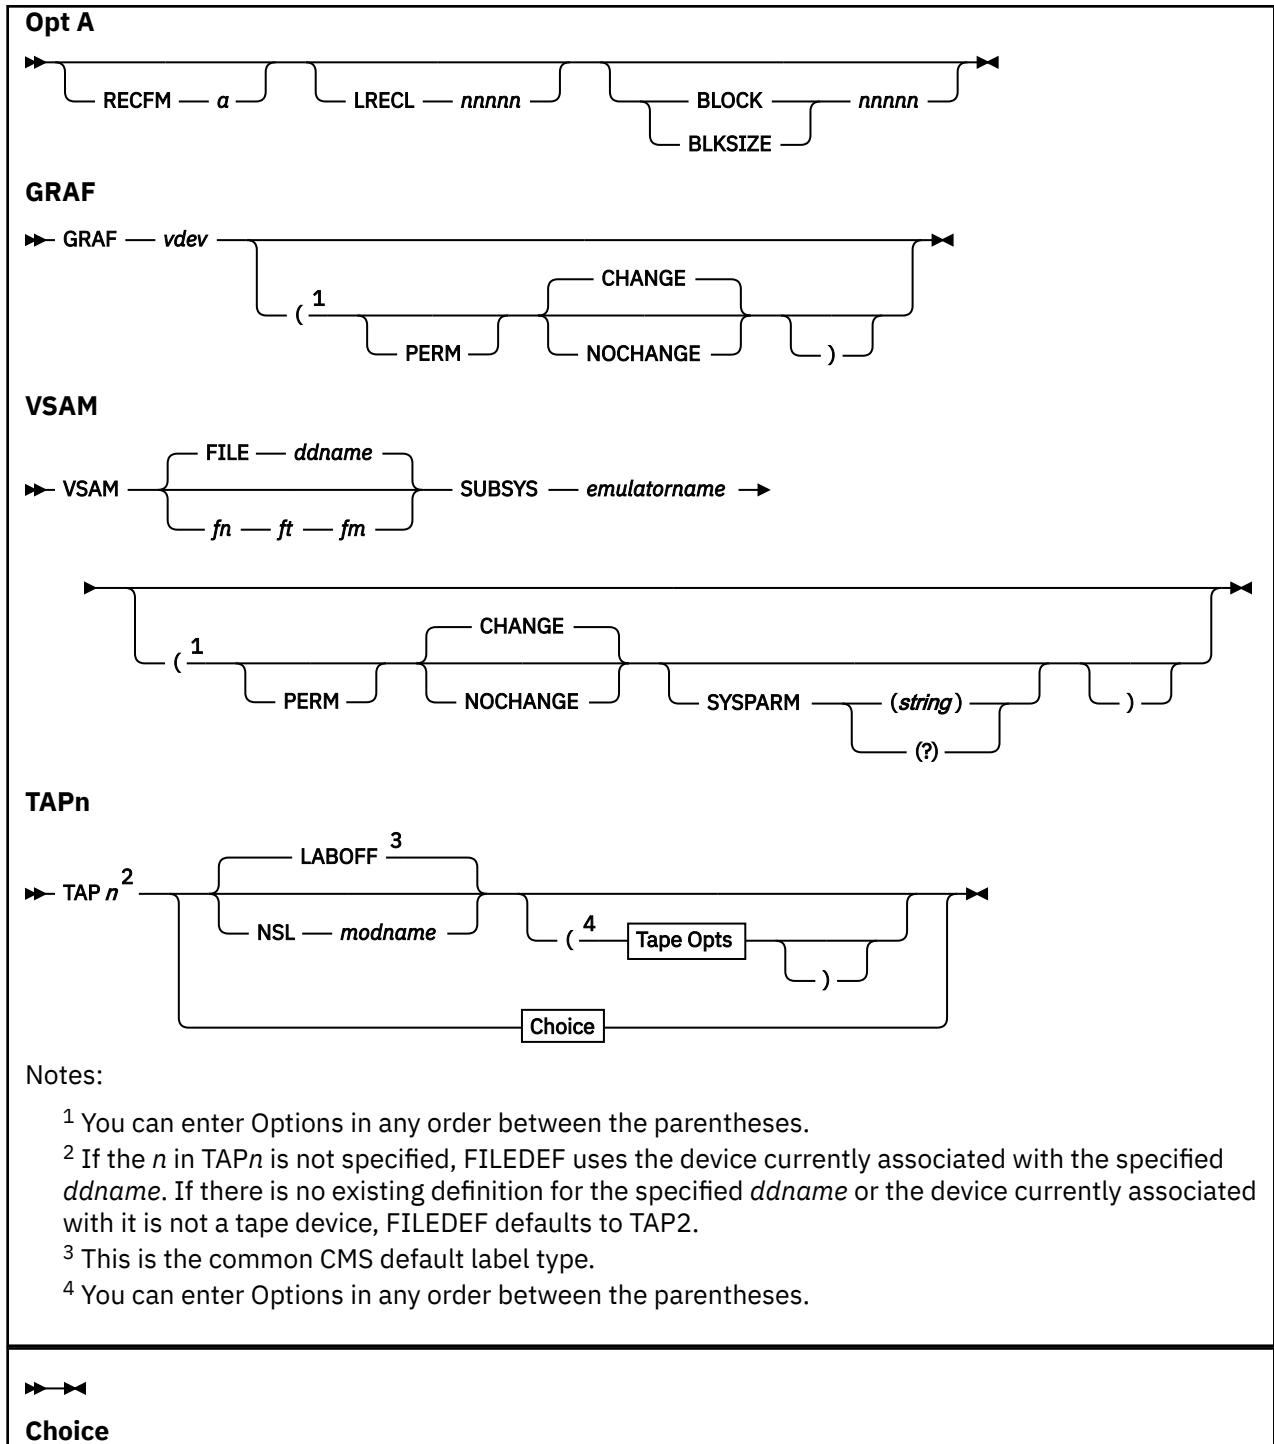 Opt A
RECFM a LRECL nnnnn BLOCK nnnnn
BLKSIZE
GRAF
GRAF vdev
CHANGE
( 1
PERM NOCHANGE )
VSAM
FILE ddname
VSAM SUBSYS emulatorname
fn ft fm
CHANGE
( 1
PERM NOCHANGE SYSPARM (string) )
(?)
TAPn
LABOFF 3
TAP n 2
NSL modname ( 4 Tape Opts
)
Choice
Notes:
1 You can enter Options in any order between the parentheses.
2 If the n in TAPn is not specified, FILEDEF uses the device currently associated with the specified
ddname. If there is no existing definition for the specified ddname or the device currently associated
with it is not a tape device, FILEDEF defaults to TAP2.
3 This is the common CMS default label type.
4 You can enter Options in any order between the parentheses.
Choice